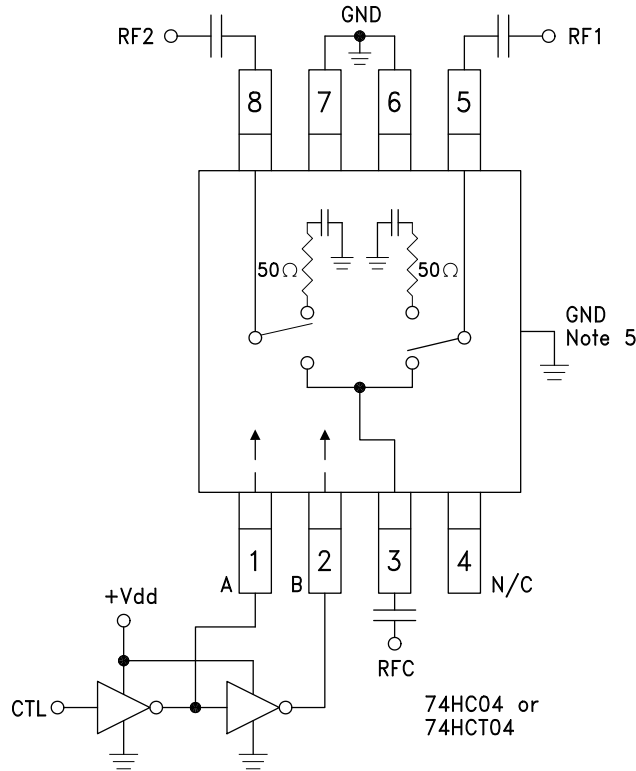 GND
RF2
RF1
8
7
6
5
50Ω
50Ω
GND
Note 5
1
2
3
4
A
B
N/C
+Vdd
RFC
CTL
74HC04 or
74HCT04